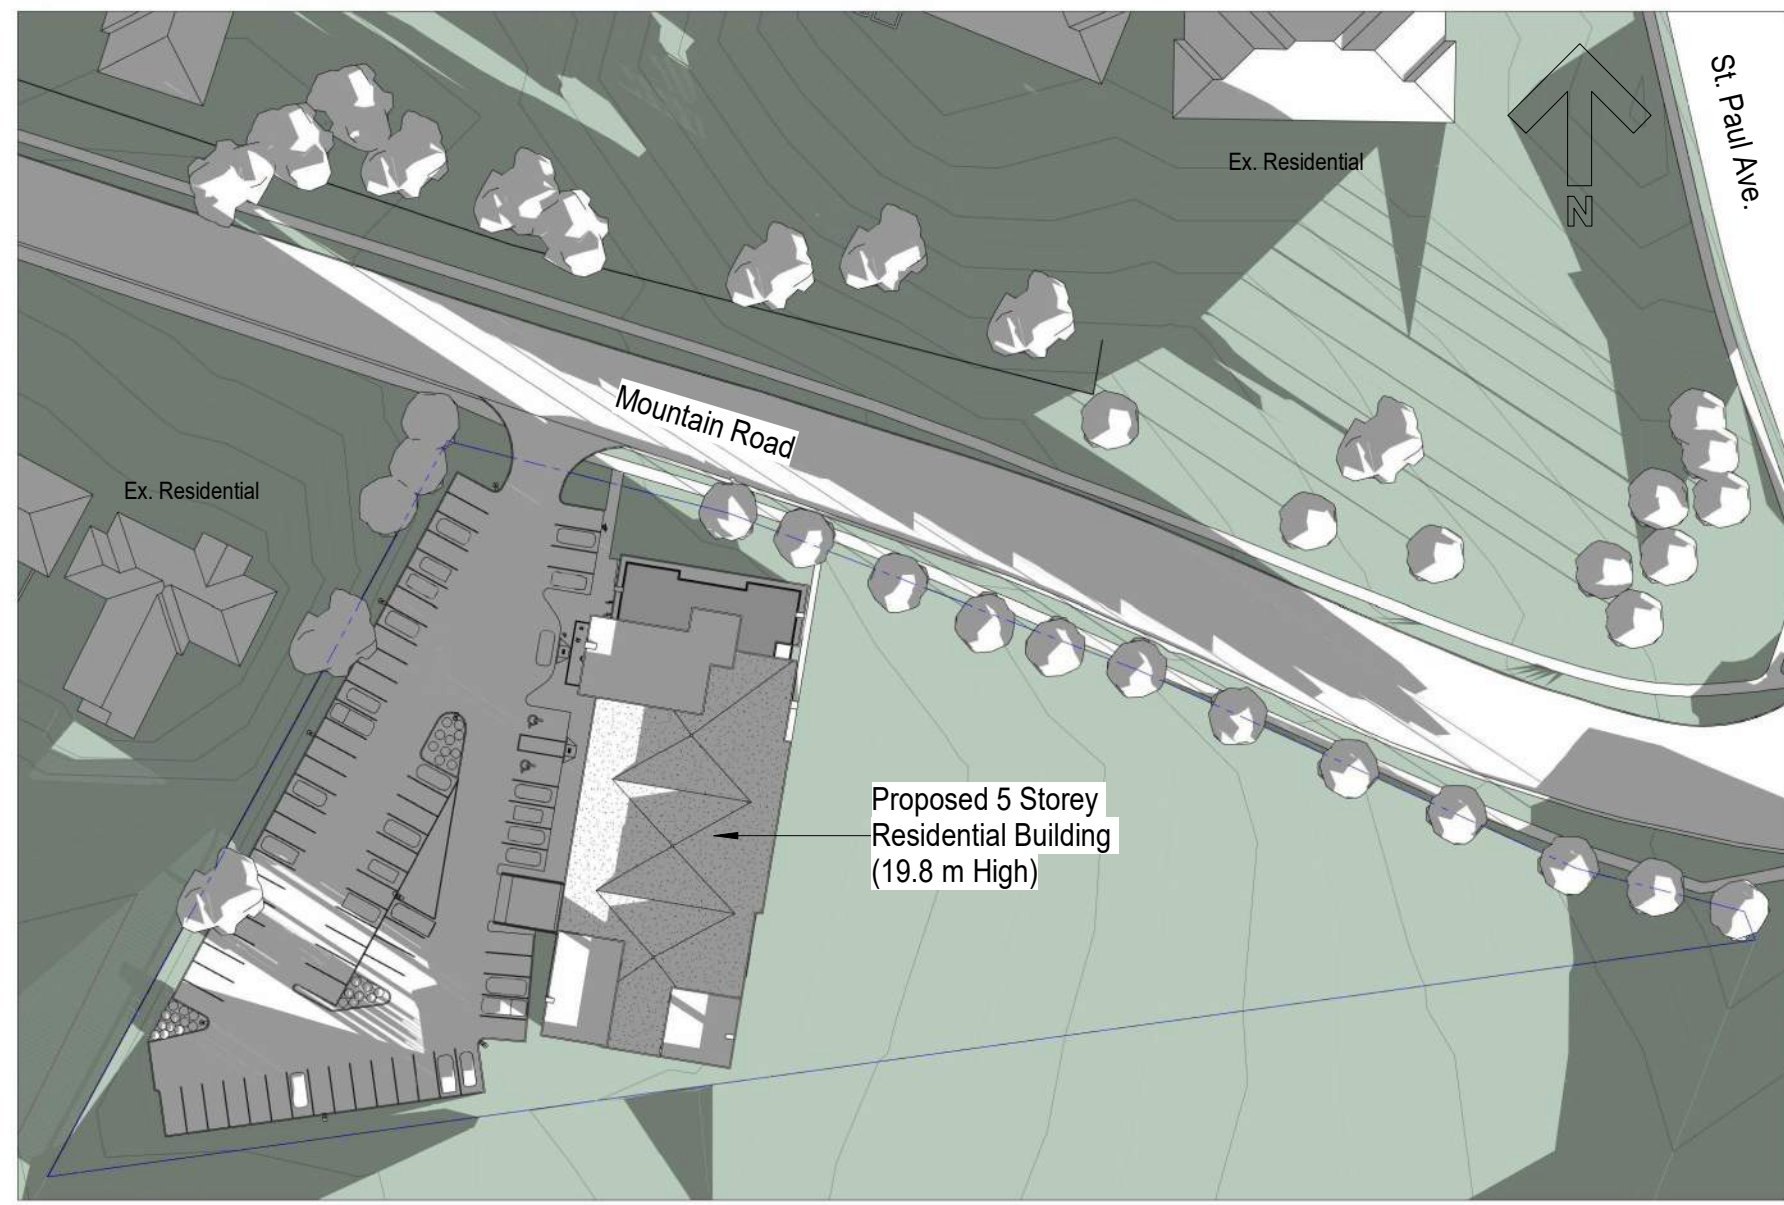 St. Paul Ave.
Ex. Residential
N
Mountain Road
Ex. Residential
Proposed 5 Storey
Residential Building
(19.8 m High)